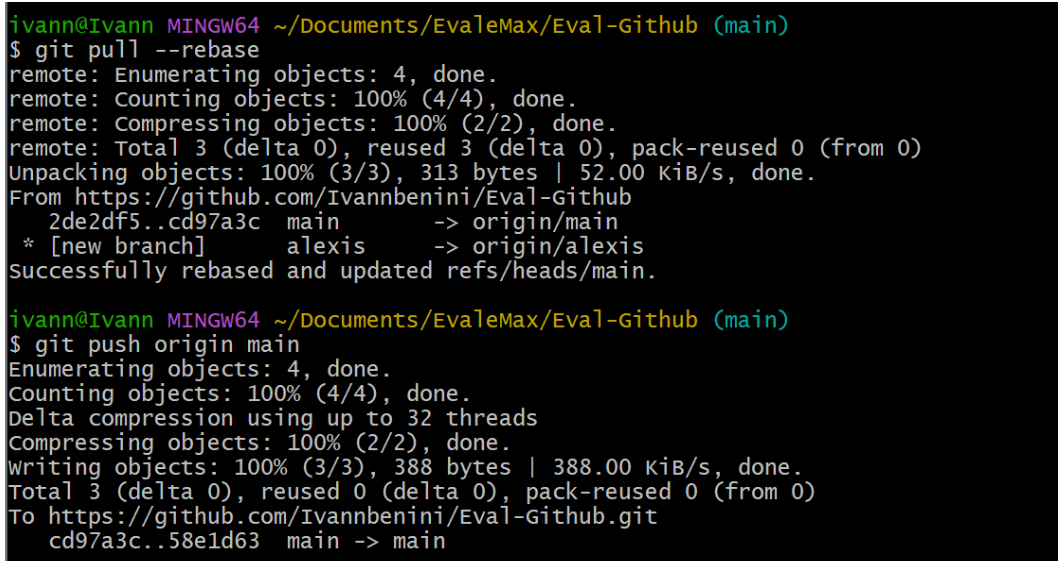 ivann@Ivann MINGW64 ~/Documents/EvaleMax/Eval-Github (main)
$ git pull --rebase
remote: Enumerating objects: 4, done.
remote: Counting objects: 100% (4/4), done.
remote: Compressing objects: 100% (2/2), done.
remote: Total 3 (delta 0), reused 3 (delta 0), pack-reused 0 (from 0)
Unpacking objects: 100% (3/3), 313 bytes | 52.00 KiB/s, done.
From https://github.com/Ivannbenini/Eval-Github
   2de2df5..cd97a3c  main       -> origin/main
 * [new branch]      alexis     -> origin/alexis
Successfully rebased and updated refs/heads/main.
ivann@Ivann MINGW64 ~/Documents/EvaleMax/Eval-Github (main)
$ git push origin main
Enumerating objects: 4, done.
Counting objects: 100% (4/4), done.
Delta compression using up to 32 threads
Compressing objects: 100% (2/2), done.
Writing objects: 100% (3/3), 388 bytes | 388.00 KiB/s, done.
Total 3 (delta 0), reused 0 (delta 0), pack-reused 0 (from 0)
To https://github.com/Ivannbenini/Eval-Github.git
   cd97a3c..58e1d63  main -> main